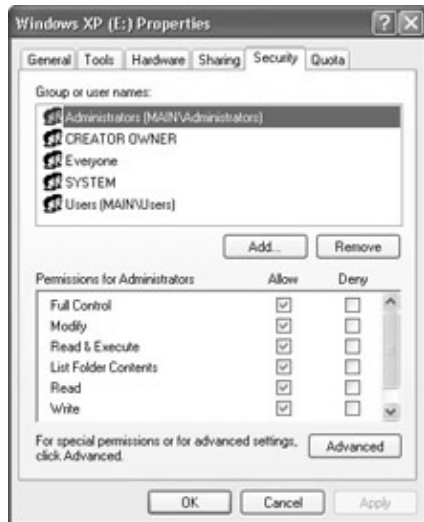 Windows XP (E:) Properties
General Tools Hardware Sharing Security Quota
Group or user names:
Administrators (MAIN\Administrators)
CREATOR OWNER
Everyone
SYSTEM
Users (MAIN\Users)
Add... Remove
Permissions for Administrators Allow Deny
Full Control
Modify
Read & Execute
List Folder Contents
Read
Write
For special permissions or for advanced settings, Advanced
click Advanced.
OK Cancel Apply